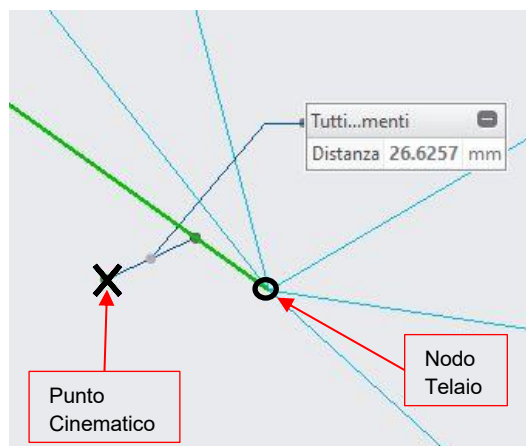 Tutti...menti
Distanza 26.6257 mm
Nodo
Telaio
Punto
Cinematico